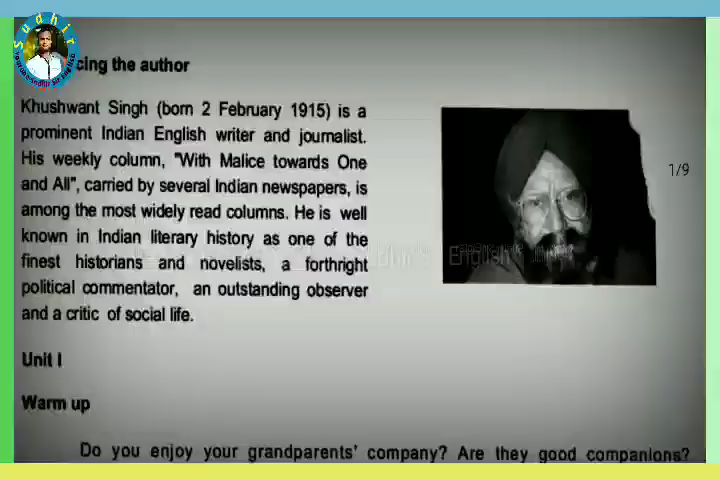 Sudhir
cing the author
Khushwant Singh (born 2 February 1915) is a
prominent Indian English writer and journalist.
His weekly column, "With Malice towards One
and All", carried by several Indian newspapers, is
among the most widely read columns. He is well
known in Indian literary history as one of the
finest historians and novelists, a forthright
political commentator, an outstanding observer
and a critic of social life.
1/9
English
Unit I
Warm up
Do you enjoy your grandparents' company? Are they good companions?